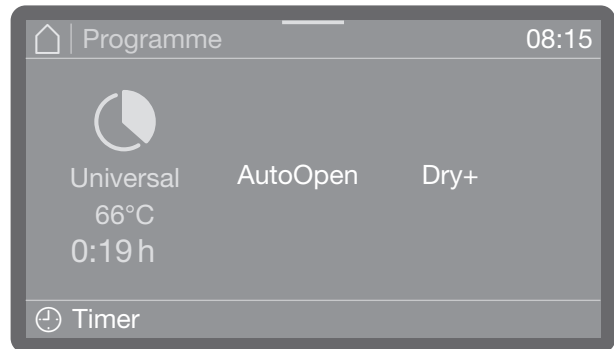 Programme 08:15
Universal AutoOpen Dry+
66°C
0:19 h
Timer